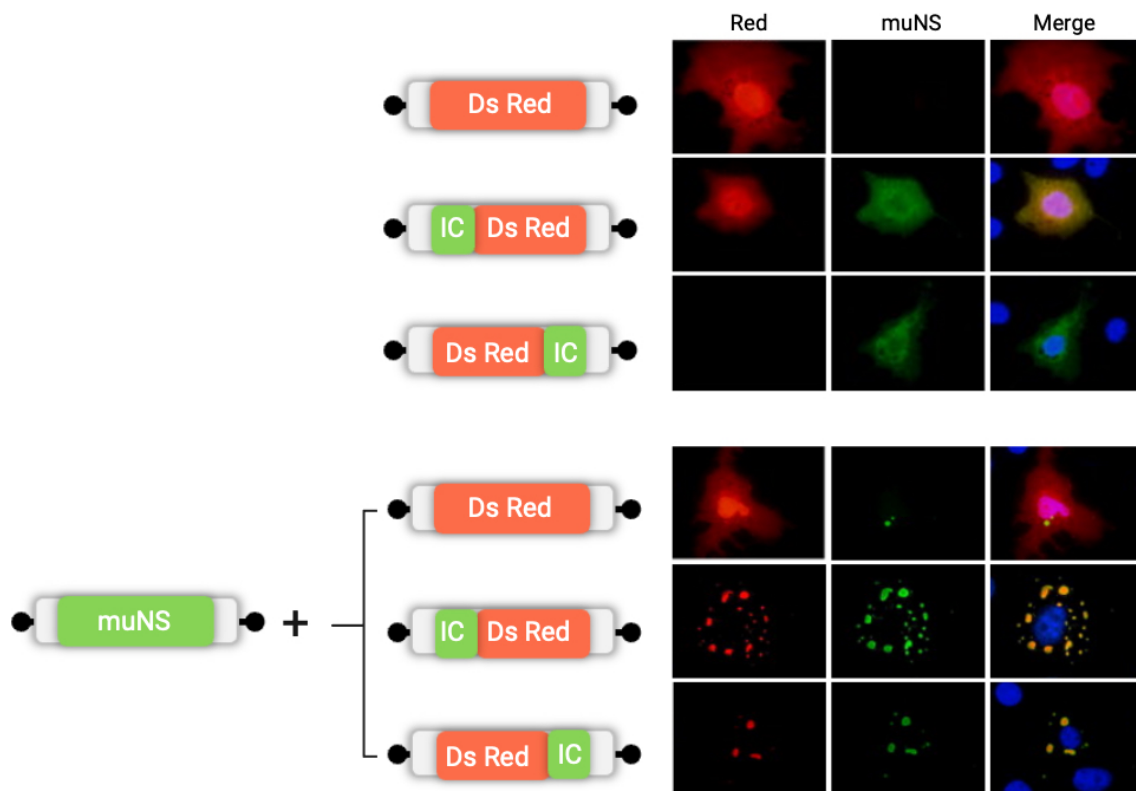 Red muNS Merge
Ds Red
IC Ds Red
Ds Red IC
Ds Red
muNS + IC Ds Red
Ds Red IC